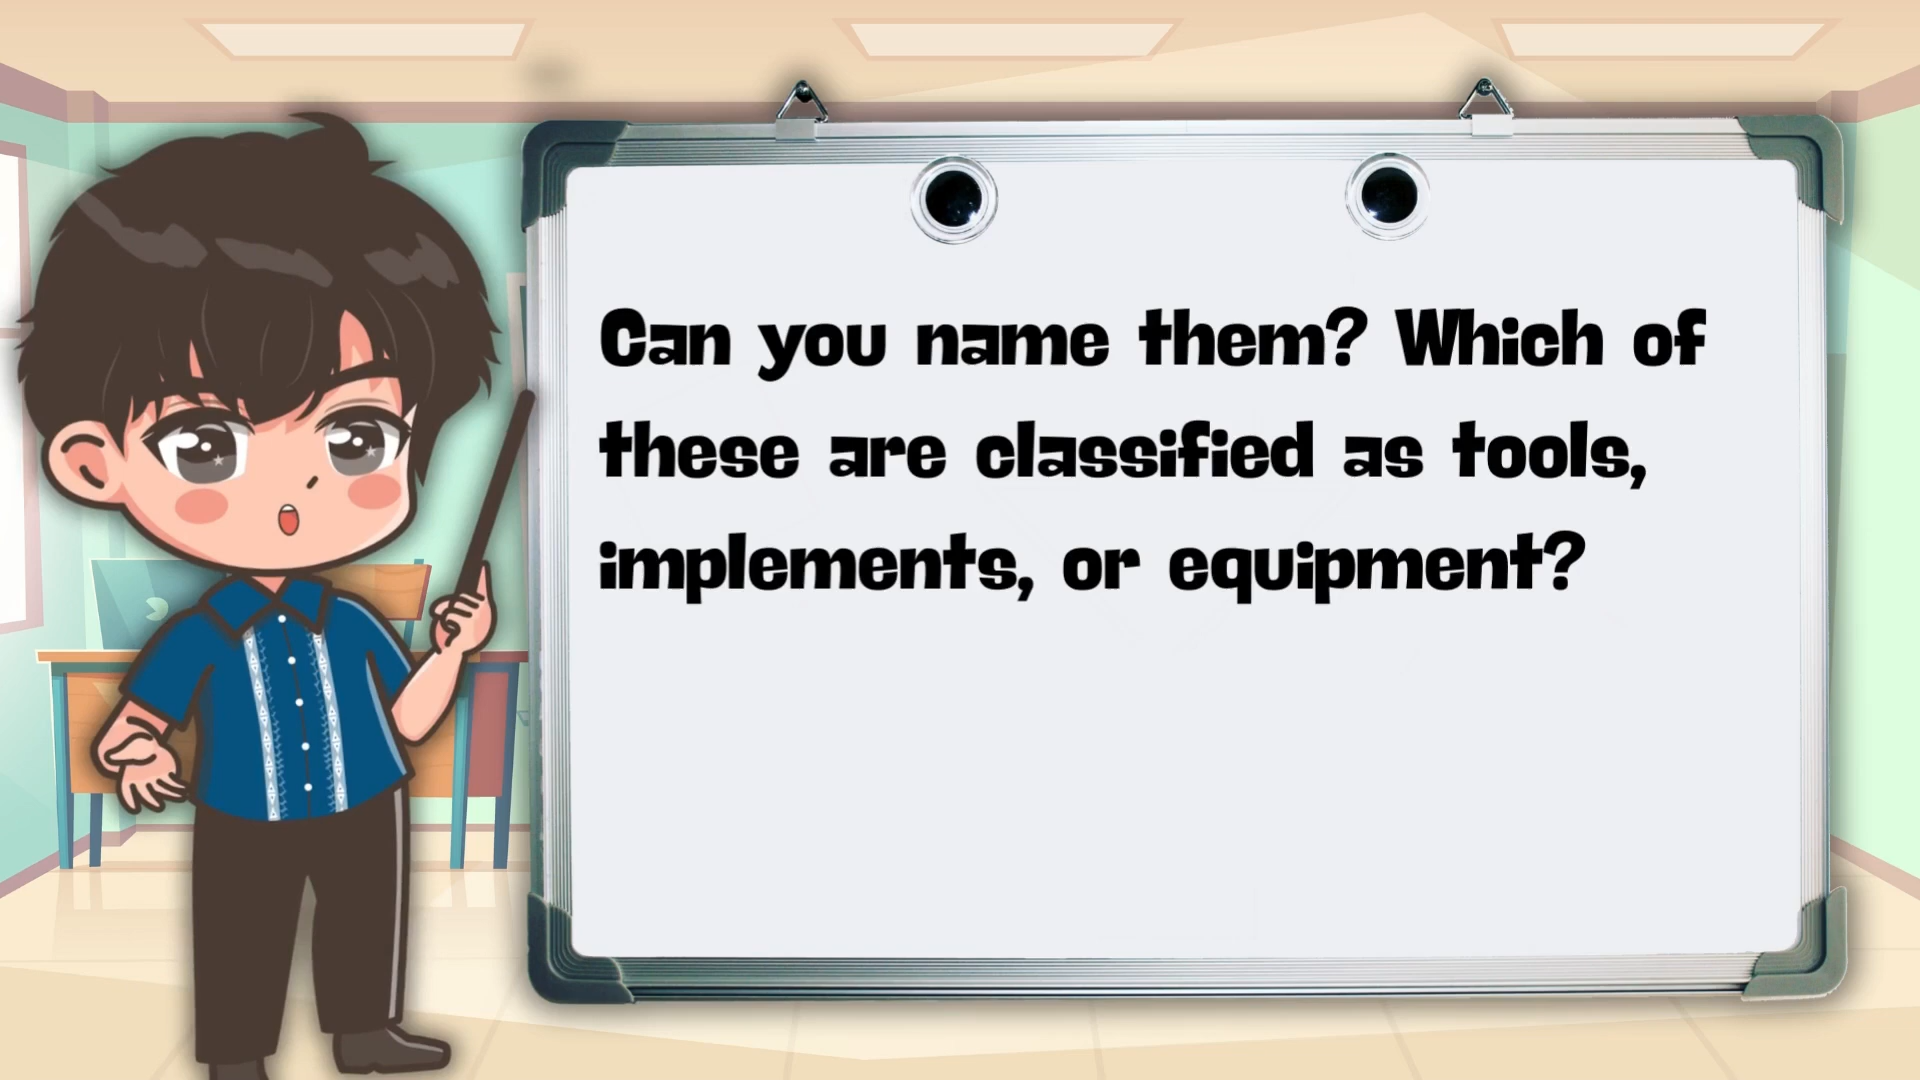 Can you name them? Which of
these are classified as tools,
implements, or equipment?